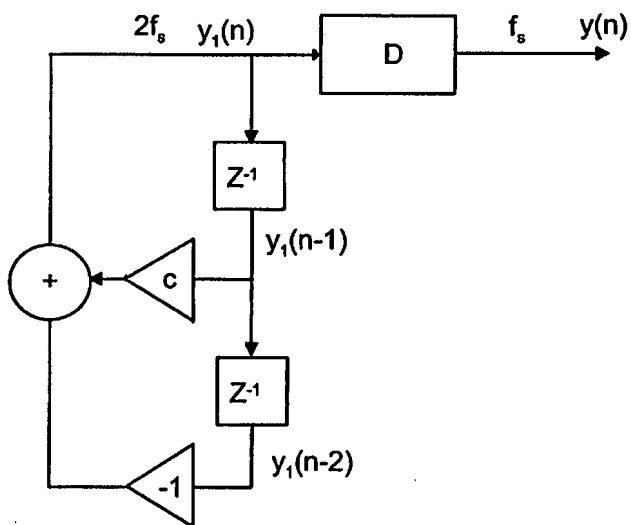 2fₛ y₁(n) D fₛ y(n)
Z⁻¹
y₁(n-1)
+ c
Z⁻¹
y₁(n-2)
-1